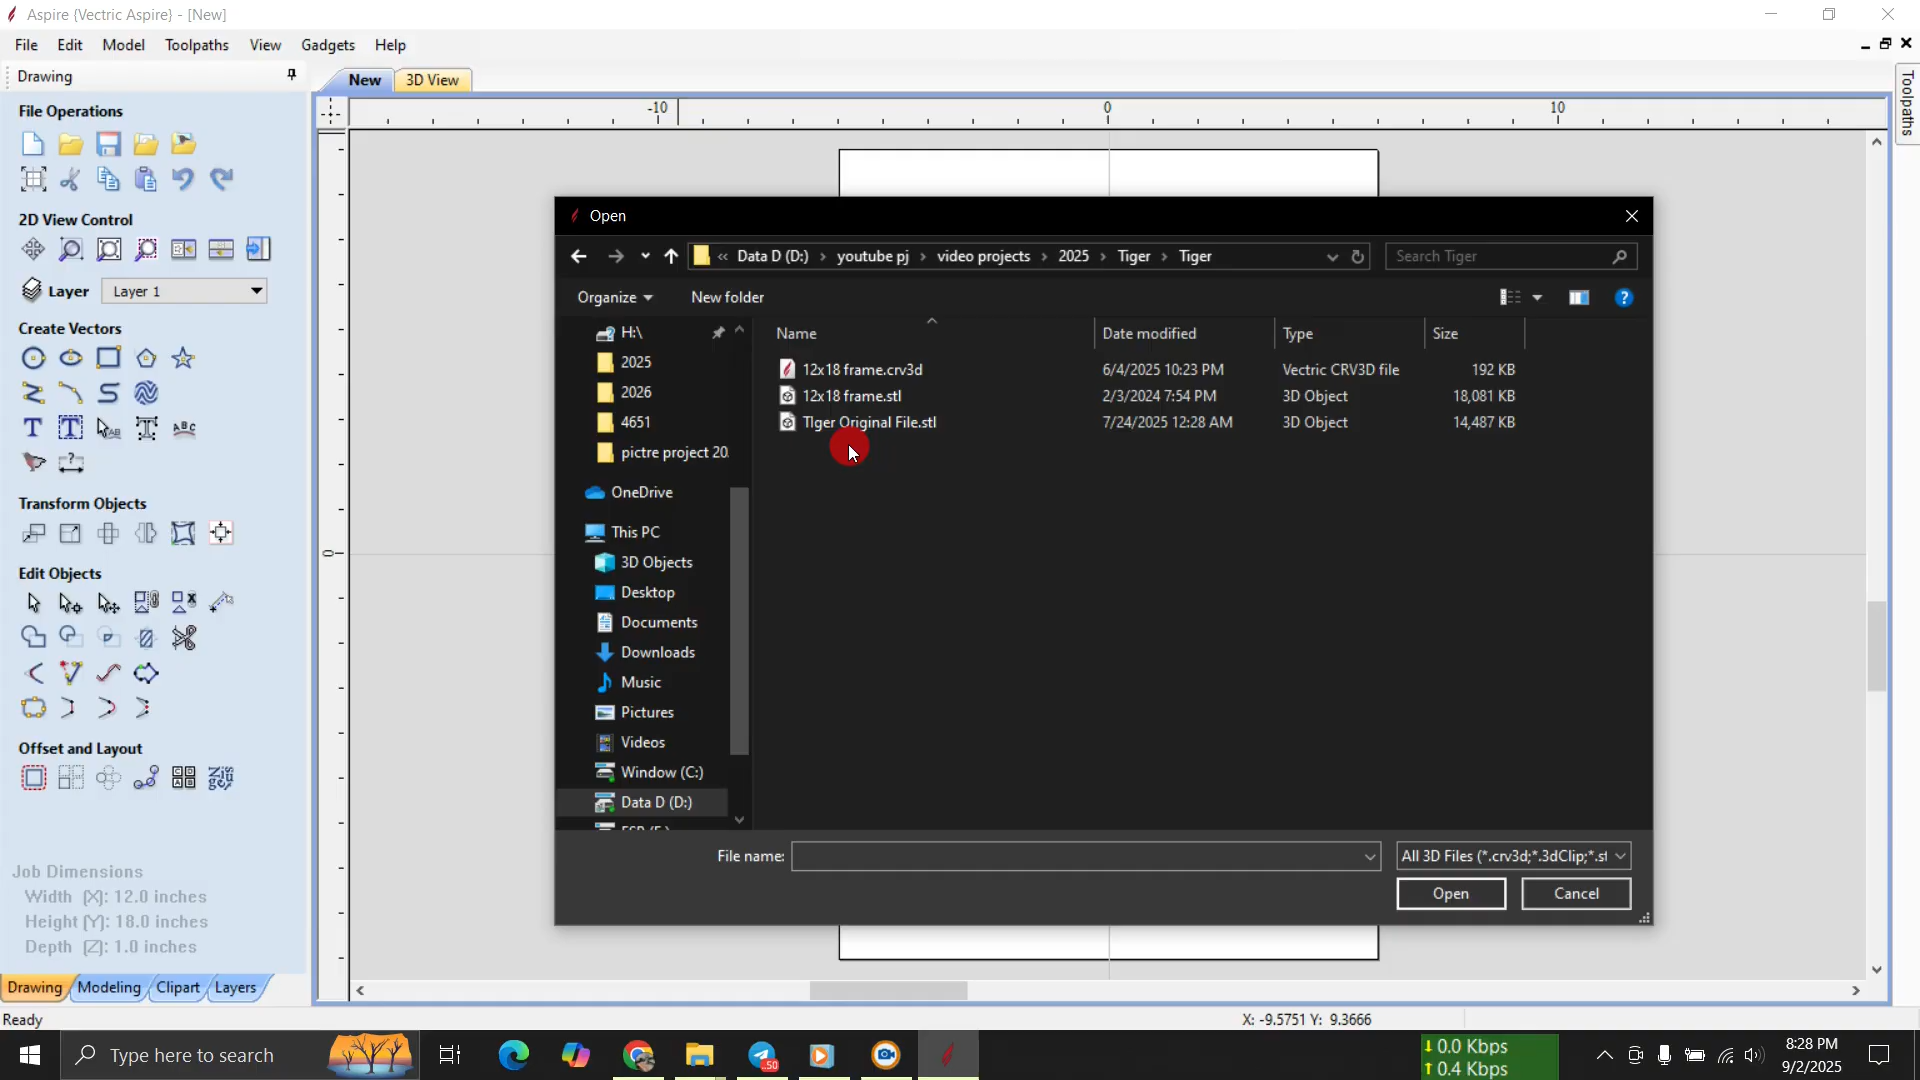 Aspire {Vectric Aspire} - [New]
File Edit Model Toolpaths View Gadgets Help
Drawing
New 3D View
Toolpaths
File Operations
-10 0 10
2D View Control
Layer Layer 1
Create Vectors
Transform Objects
Edit Objects
Offset and Layout
Job Dimensions
Width (X): 12.0 inches
Height (Y): 18.0 inches
Depth (Z): 1.0 inches
Drawing Modeling Clipart Layers
Ready
0
Open
« Data D (D:) › youtube pj › video projects › 2025 › Tiger › Tiger
Search Tiger
Organize New folder
Name Date modified Type Size
12x18 frame.crv3d 6/4/2025 10:23 PM Vectric CRV3D file 192 KB
12x18 frame.stl 2/3/2024 7:54 PM 3D Object 18,081 KB
TIger Original File.stl 7/24/2025 12:28 AM 3D Object 14,487 KB
H:\
2025
2026
4651
pictre project 20
OneDrive
This PC
3D Objects
Desktop
Documents
Downloads
Music
Pictures
Videos
Window (C:)
Data D (D:)
File name:
All 3D Files (*.crv3d;*.3dClip;*.st
Open Cancel
X: -9.5751 Y: 9.3666
Type here to search
50
↓ 0.0 Kbps
↑ 0.4 Kbps
8:28 PM
9/2/2025